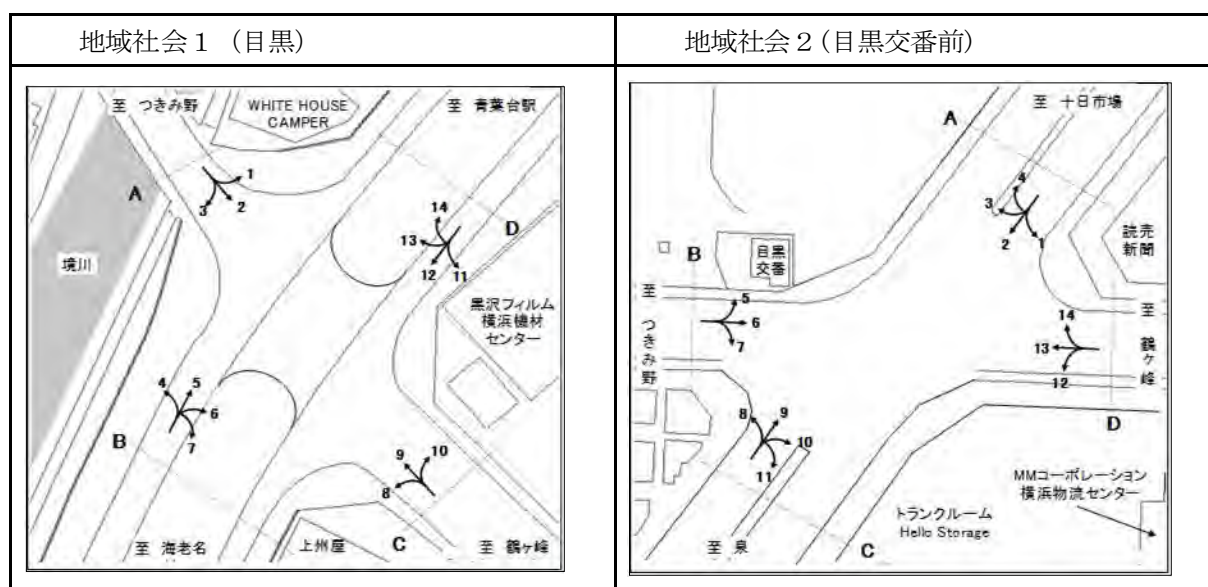 地域社会１（目黒）
地域社会２（目黒交番前）
至 つきみ野
WHITE HOUSE
CAMPER
至 青葉台駅
A
1
2
3
14
13
12
11
D
境川
黒沢フィルム
横浜機材
センター
4
5
6
7
B
10
9
8
至 海老名
上州屋
C
至 鶴ヶ峰
至 十日市場
A
4
3
2
1
読売
新聞
B
目黒
交番
至
つきみ野
5
6
7
14
13
12
至
鶴ヶ峰
8
9
10
11
D
MMコーポレーション
横浜物流センター
トランクルーム
Hello Storage
至 泉
C